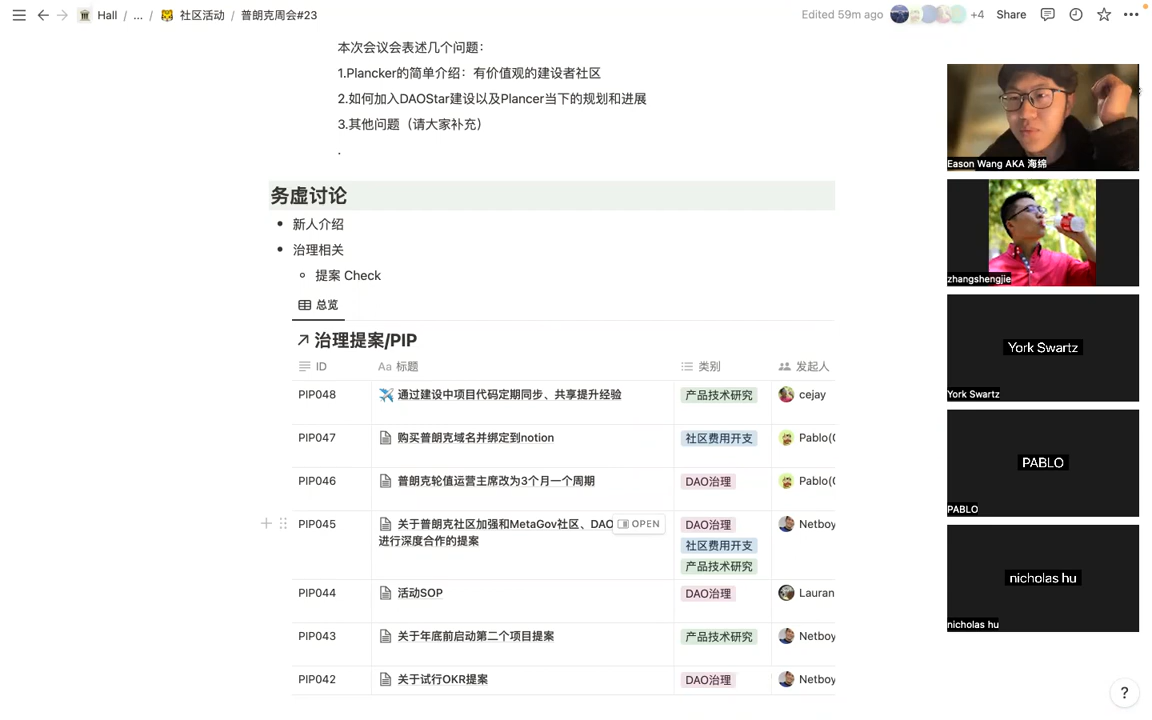 Hall / ... / 社区活动 / 普朗克周会#23
Edited 59m ago +4 Share
本次会议会表述几个问题：
1.Plancker的简单介绍：有价值观的建设者社区
2.如何加入DAOStar建设以及Plancer当下的规划和进展
3.其他问题（请大家补充）
.
务虚讨论
新人介绍
治理相关
提案 Check
总览
治理提案/PIP
ID Aa 标题 类别 发起人
PIP048 通过建设中项目代码定期同步、共享提升经验 产品技术研究 cejay
PIP047 购买普朗克域名并绑定到notion 社区费用开支 Pablo(
PIP046 普朗克轮值运营主席改为3个月一个周期 DAO治理 Pablo(
PIP045 关于普朗克社区加强和MetaGov社区、DAO OPEN DAO治理 Netboy
进行深度合作的提案 社区费用开支
产品技术研究
PIP044 活动SOP DAO治理 Lauran
PIP043 关于年底前启动第二个项目提案 产品技术研究 Netboy
PIP042 关于试行OKR提案 DAO治理 Netboy
Eason Wang AKA 海绵
zhangshengjie
York Swartz
York Swartz
PABLO
PABLO
nicholas hu
nicholas hu
?